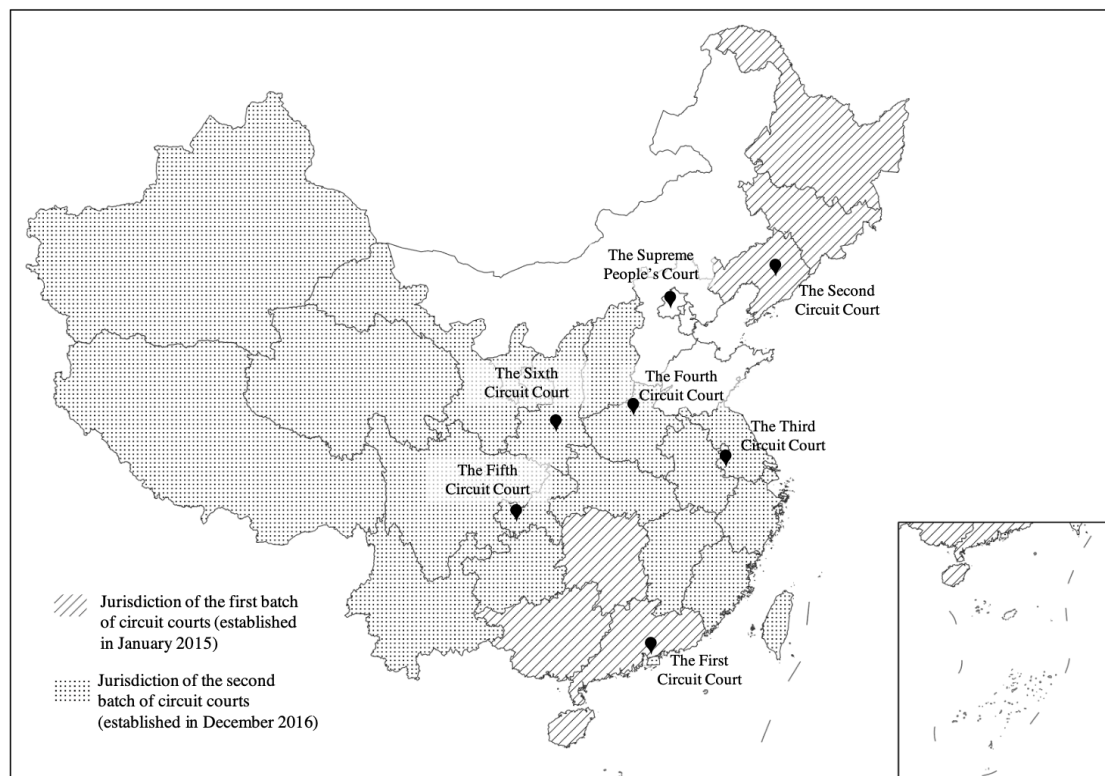 The Supreme
People’s Court
The Second
Circuit Court
The Sixth
Circuit Court
The Fourth
Circuit Court
The Third
Circuit Court
The Fifth
Circuit Court
The First
Circuit Court
Jurisdiction of the first batch
of circuit courts (established
in January 2015)
Jurisdiction of the second
batch of circuit courts
(established in December 2016)